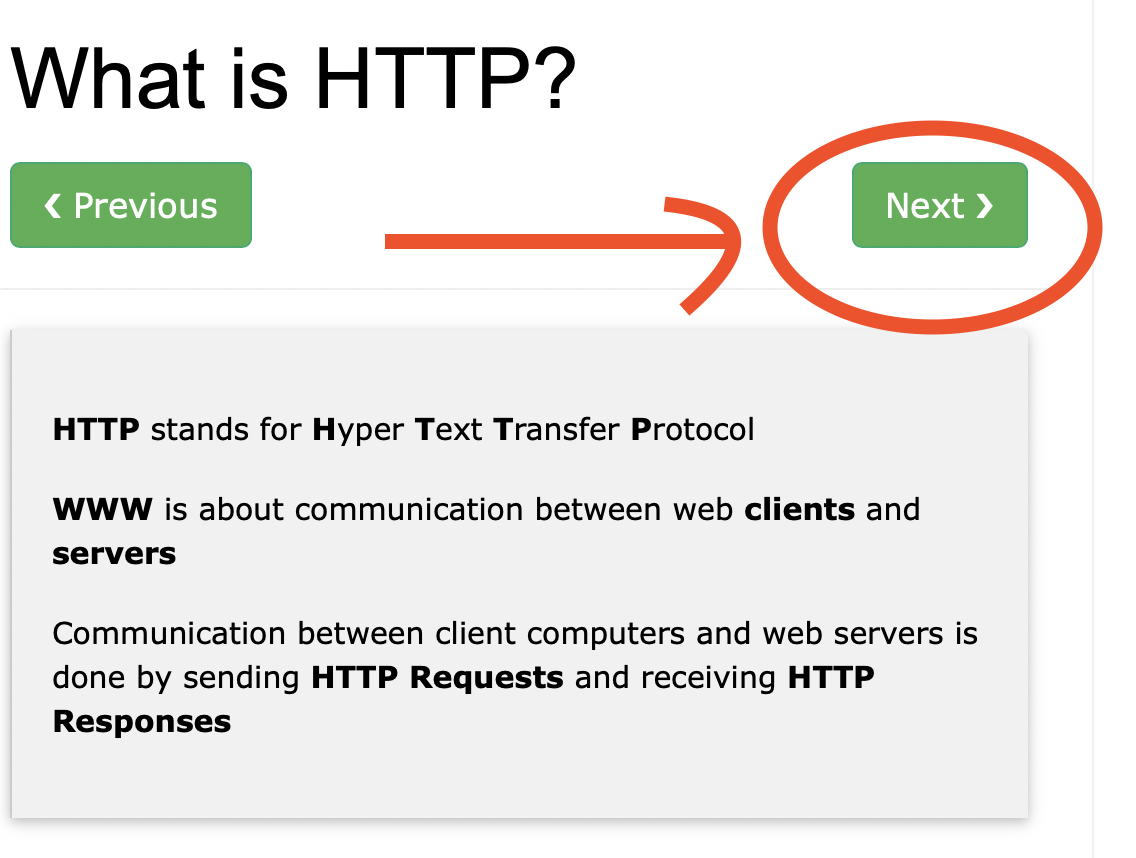 What is HTTP?
❮ Previous
Next ❯
HTTP stands for Hyper Text Transfer Protocol
WWW is about communication between web clients and
servers
Communication between client computers and web servers is
done by sending HTTP Requests and receiving HTTP
Responses